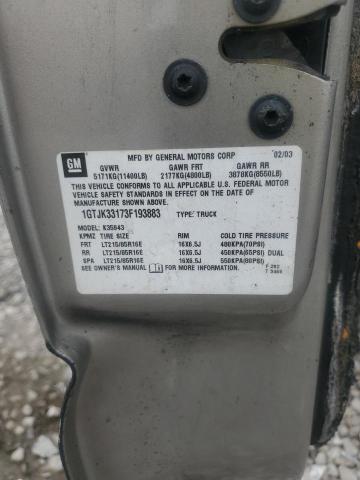 GM
MFD BY GENERAL MOTORS CORP 02/03
GVWR GAWR FRT GAWR RR
5171KG(11400LB) 2177KG(4800LB) 3878KG(8550LB)
THIS VEHICLE CONFORMS TO ALL APPLICABLE U.S. FEDERAL MOTOR
VEHICLE SAFETY STANDARDS IN EFFECT ON THE DATE OF
MANUFACTURE SHOWN ABOVE.
1GTJK33173F193883 TYPE: TRUCK
MODEL: K35943
KPMZ TIRE SIZE RIM COLD TIRE PRESSURE
FRT LT215/85R16E 16X6.5J 480KPA(70PSI)
RR LT215/85R16E 16X6.5J 450KPA(65PSI) DUAL
SPA LT215/85R16E 16X6.5J 550KPA(80PSI)
SEE OWNER'S MANUAL FOR MORE INFORMATION.